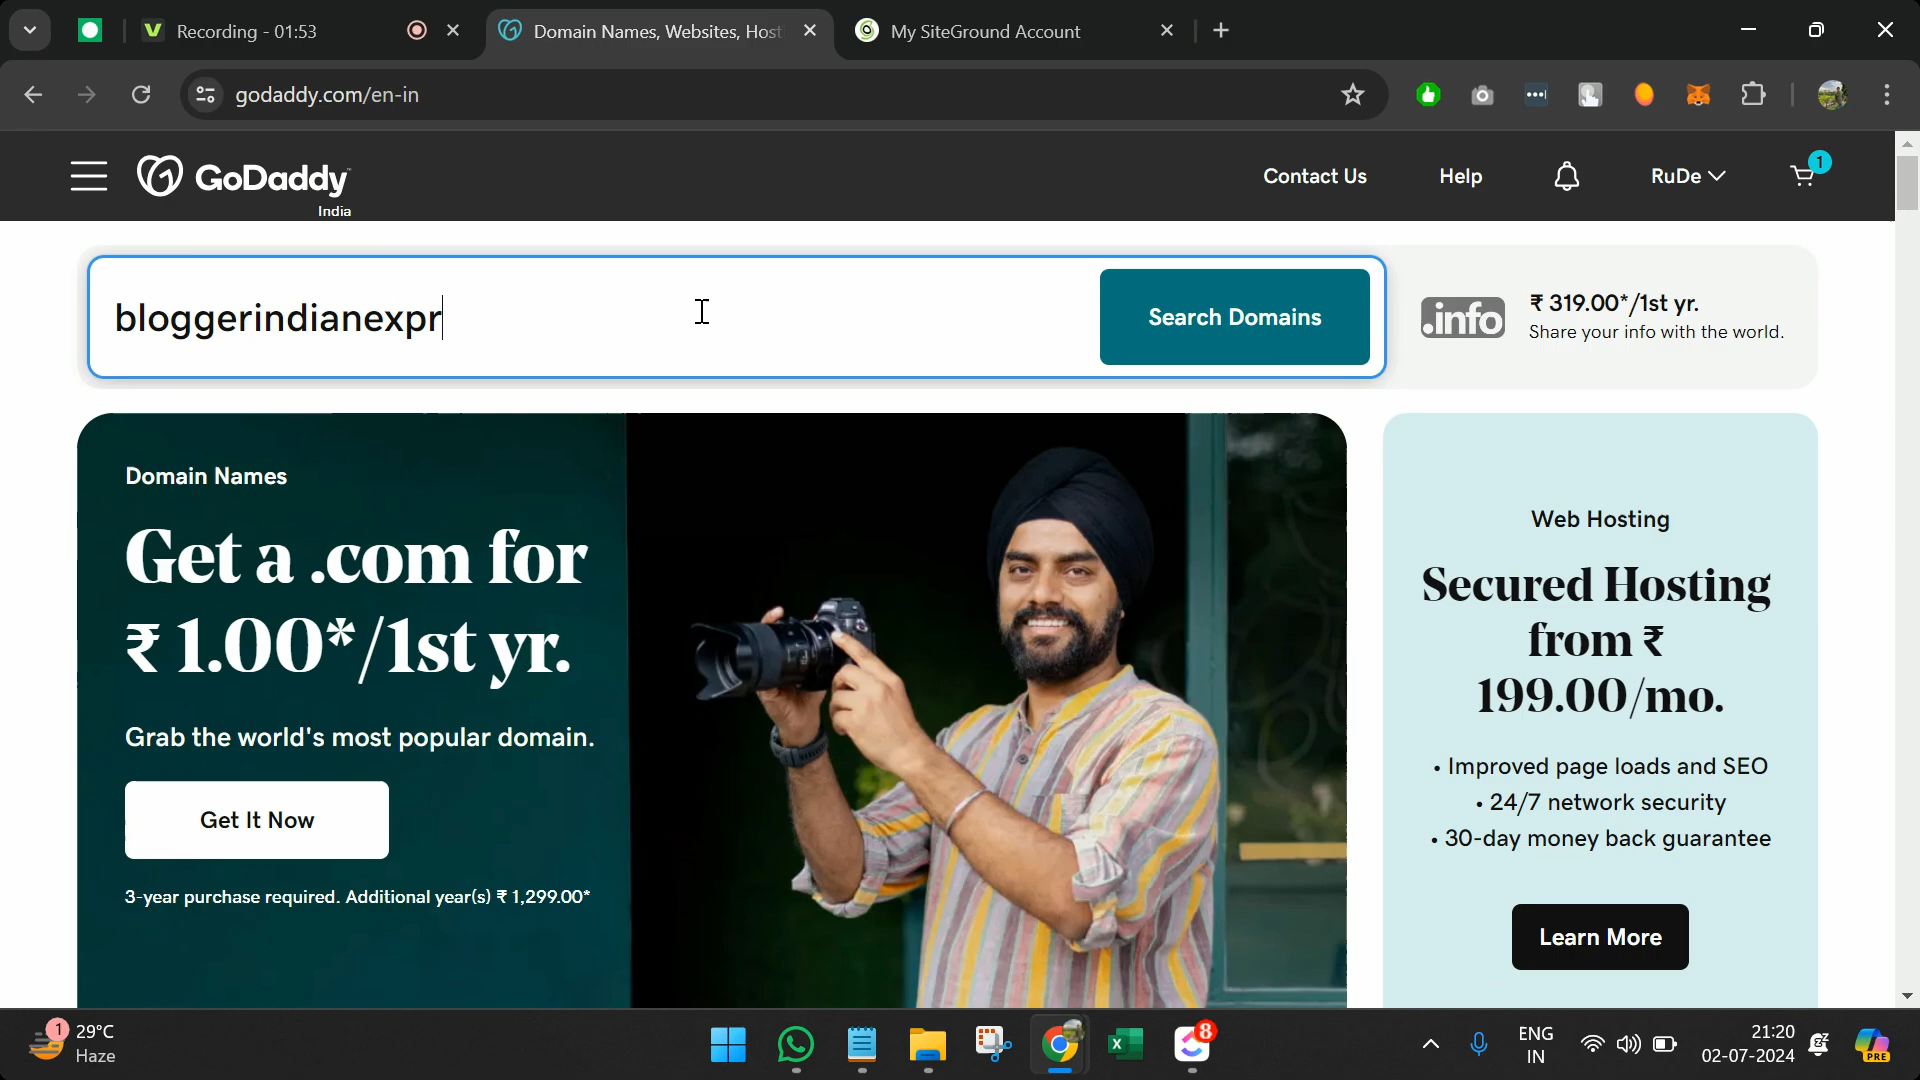 Recording - 01:53
Domain Names, Websites, Host
My SiteGround Account
godaddy.com/en-in
GoDaddy
India
Contact Us
Help
RuDe
1
bloggerindianexpr
Search Domains
.info
₹ 319.00*/1st yr.
Share your info with the world.
Domain Names
Get a .com for
₹ 1.00*/1st yr.
Grab the world's most popular domain.
Get It Now
3-year purchase required. Additional year(s) ₹ 1,299.00*
Web Hosting
Secured Hosting
from ₹
199.00/mo.
• Improved page loads and SEO
• 24/7 network security
• 30-day money back guarantee
Learn More
1
29°C
Haze
8
ENG
IN
21:20
02-07-2024
PRE